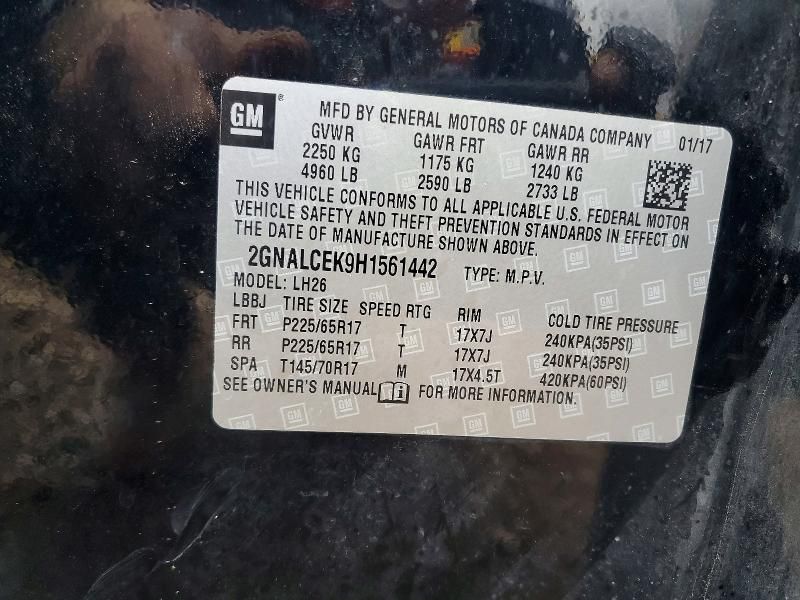 GM ®
MFD BY GENERAL MOTORS OF CANADA COMPANY 01/17
GVWR GAWR FRT GAWR RR
2250 KG 1175 KG 1240 KG
4960 LB 2590 LB 2733 LB
THIS VEHICLE CONFORMS TO ALL APPLICABLE U.S. FEDERAL MOTOR
VEHICLE SAFETY AND THEFT PREVENTION STANDARDS IN EFFECT ON
THE DATE OF MANUFACTURE SHOWN ABOVE.
2GNALCEK9H1561442 TYPE: M.P.V.
MODEL: LH26
LBBJ TIRE SIZE SPEED RTG RIM COLD TIRE PRESSURE
FRT P225/65R17 T 17X7J 240KPA(35PSI)
RR P225/65R17 T 17X7J 240KPA(35PSI)
SPA T145/70R17 M 17X4.5T 420KPA(60PSI)
SEE OWNER'S MANUAL i FOR MORE INFORMATION.